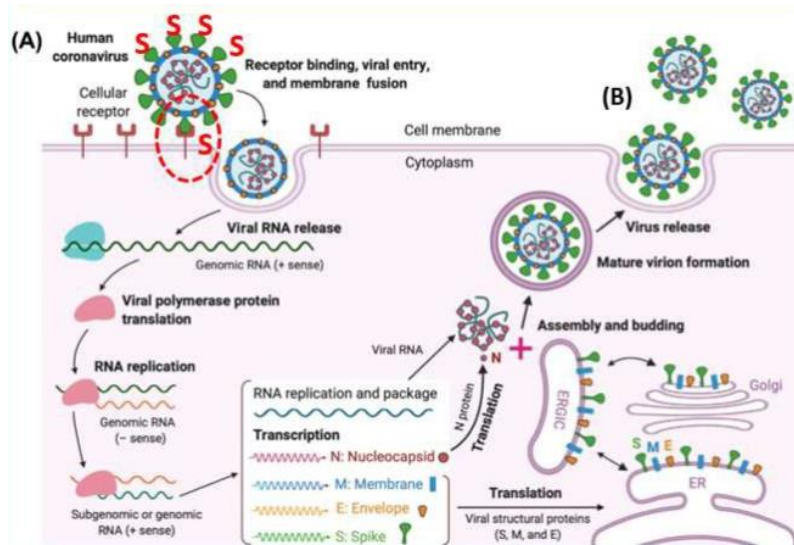 (A)
Human
coronavirus
S
S
S
S
Receptor binding, viral entry,
and membrane fusion
Cellular
receptor
S
(B)
Cell membrane
Cytoplasm
Viral RNA release
Genomic RNA (+ sense)
Virus release
Mature virion formation
Viral polymerase protein
translation
Viral RNA
N
+
Assembly and budding
RNA replication
Genomic RNA
(− sense)
Subgenomic or genomic
RNA (+ sense)
RNA replication and package
Transcription
N: Nucleocapsid
M: Membrane
E: Envelope
S: Spike
N protein
Translation
ERGIC
Golgi
S M E
ER
Translation
Viral structural proteins
(S, M, and E)